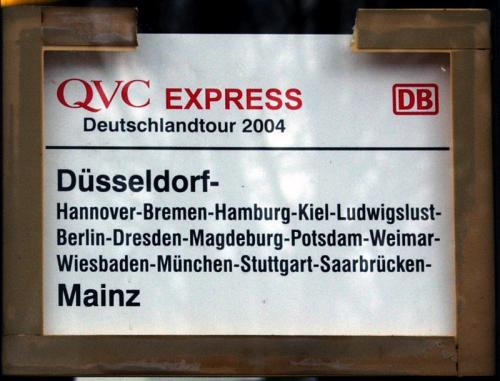 QVC EXPRESS DB
Deutschlandtour 2004
Düsseldorf-
Hannover-Bremen-Hamburg-Kiel-Ludwigslust-
Berlin-Dresden-Magdeburg-Potsdam-Weimar-
Wiesbaden-München-Stuttgart-Saarbrücken-
Mainz